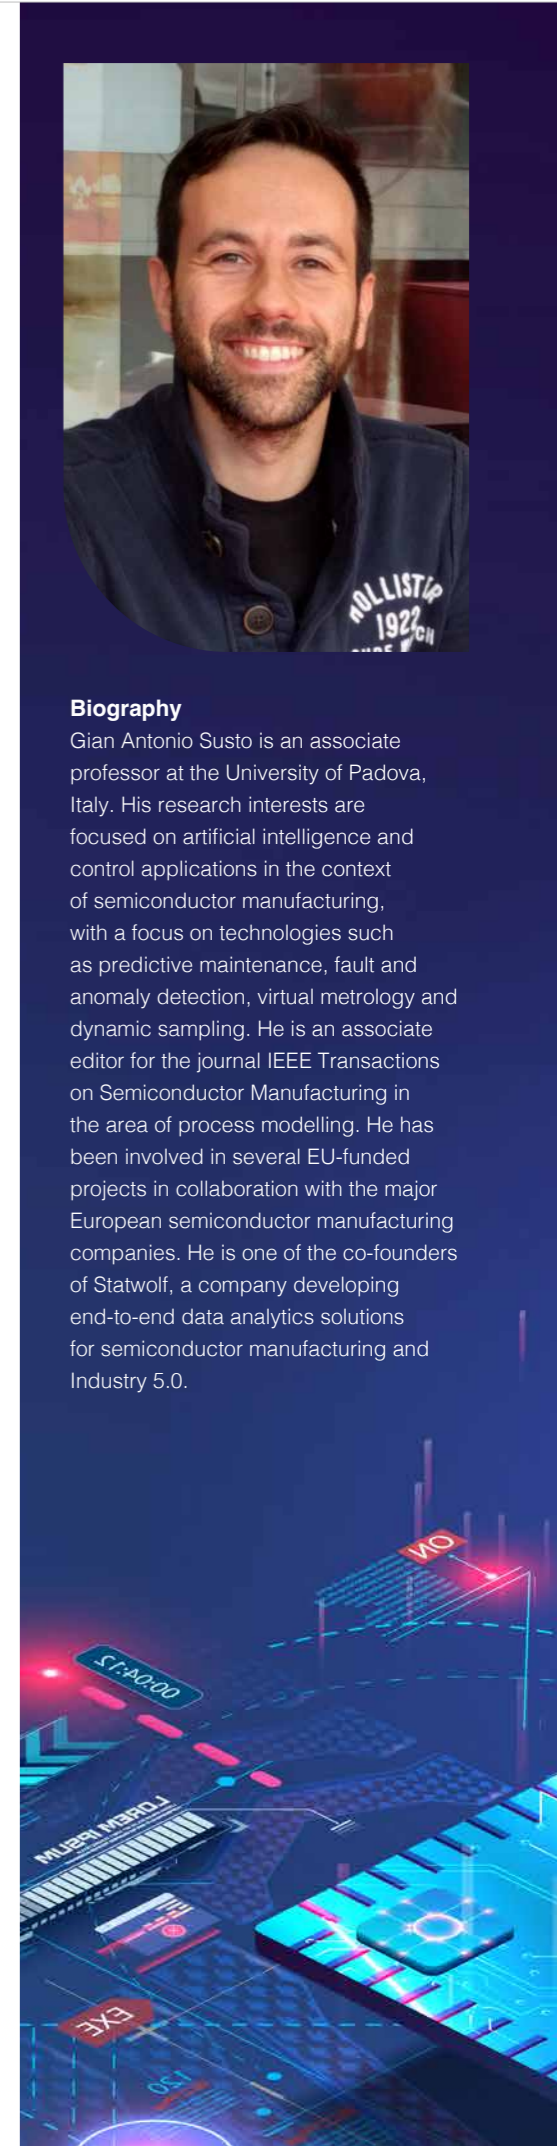 HOLLISTER
1922
Biography
Gian Antonio Susto is an associate
professor at the University of Padova,
Italy. His research interests are
focused on artificial intelligence and
control applications in the context
of semiconductor manufacturing,
with a focus on technologies such
as predictive maintenance, fault and
anomaly detection, virtual metrology and
dynamic sampling. He is an associate
editor for the journal IEEE Transactions
on Semiconductor Manufacturing in
the area of process modelling. He has
been involved in several EU-funded
projects in collaboration with the major
European semiconductor manufacturing
companies. He is one of the co-founders
of Statwolf, a company developing
end-to-end data analytics solutions
for semiconductor manufacturing and
Industry 5.0.
ON
00:04:12
LOREM IPSUM
EXE
720